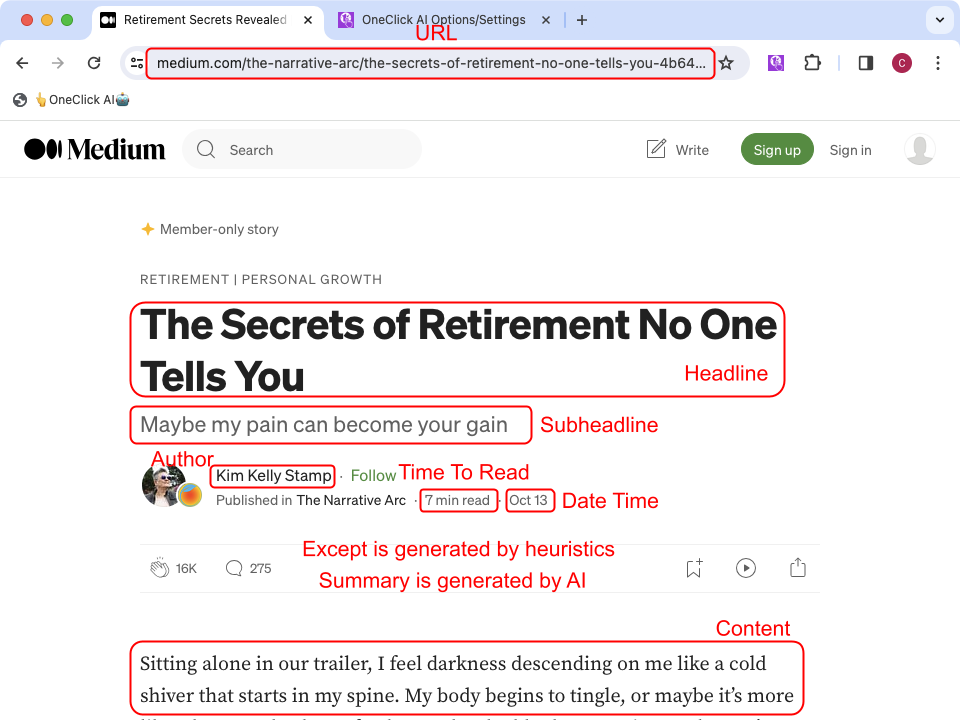 Retirement Secrets Revealed
OneClick AI Options/Settings
URL
medium.com/the-narrative-arc/the-secrets-of-retirement-no-one-tells-you-4b64...
C
👆OneClick AI🤖
Medium
Search
Write
Sign up
Sign in
Member-only story
RETIREMENT | PERSONAL GROWTH
The Secrets of Retirement No One
Tells You
Headline
Maybe my pain can become your gain
Subheadline
Author
Kim Kelly Stamp · Follow
Time To Read
Published in The Narrative Arc · 7 min read · Oct 13
Date Time
Except is generated by heuristics
16K
275
Summary is generated by AI
Content
Sitting alone in our trailer, I feel darkness descending on me like a cold
shiver that starts in my spine. My body begins to tingle, or maybe it's more